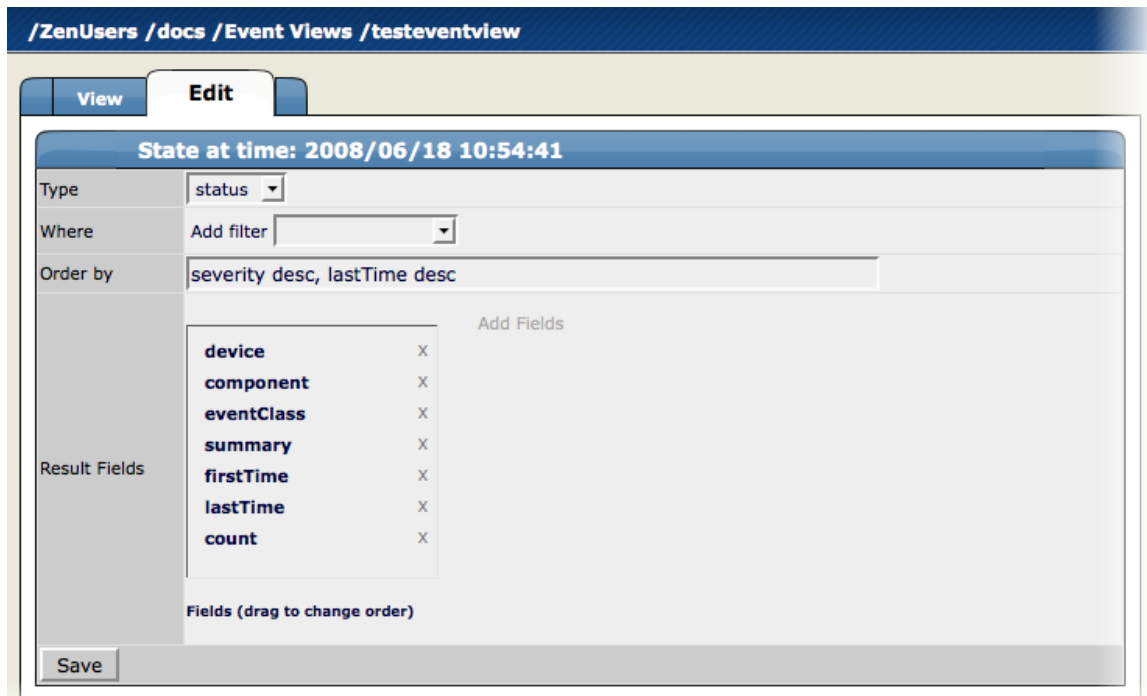 /ZenUsers /docs /Event Views /testeventview
View Edit
State at time: 2008/06/18 10:54:41
Type status
Where Add filter
Order by severity desc, lastTime desc
Add Fields
device X
component X
eventClass X
summary X
Result Fields
firstTime X
lastTime X
count X
Fields (drag to change order)
Save